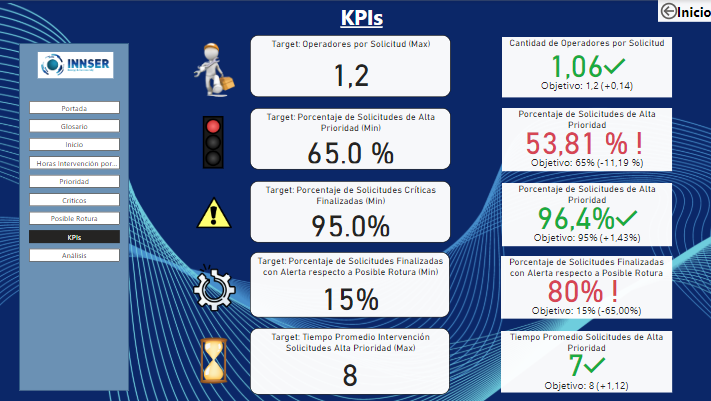 KPIs
Inicio
INNSER
Portada
Glosario
Inicio
Horas Intervención por...
Prioridad
Críticos
Posible Rotura
KPIs
Análisis
Target: Operadores por Solicitud (Max)
1,2
Cantidad de Operadores por Solicitud
1,06
Objetivo: 1,2 (+0,14)
Target: Porcentaje de Solicitudes de Alta
Prioridad (Min)
65.0 %
Porcentaje de Solicitudes de Alta
Prioridad
53,81 % !
Objetivo: 65% (-11,19 %)
Target: Porcentaje de Solicitudes Críticas
Finalizadas (Min)
95.0%
Porcentaje de Solicitudes de Alta
Prioridad
96,4%
Objetivo: 95% (+1,43%)
Target: Porcentaje de Solicitudes Finalizadas
con Alerta respecto a Posible Rotura (Min)
15%
Porcentaje de Solicitudes Finalizadas
con Alerta respecto a Posible Rotura
80% !
Objetivo: 15% (-65,00%)
Target: Tiempo Promedio Intervención
Solicitudes Alta Prioridad (Max)
8
Tiempo Promedio Solicitudes de Alta
Prioridad
7
Objetivo: 8 (+1,12)